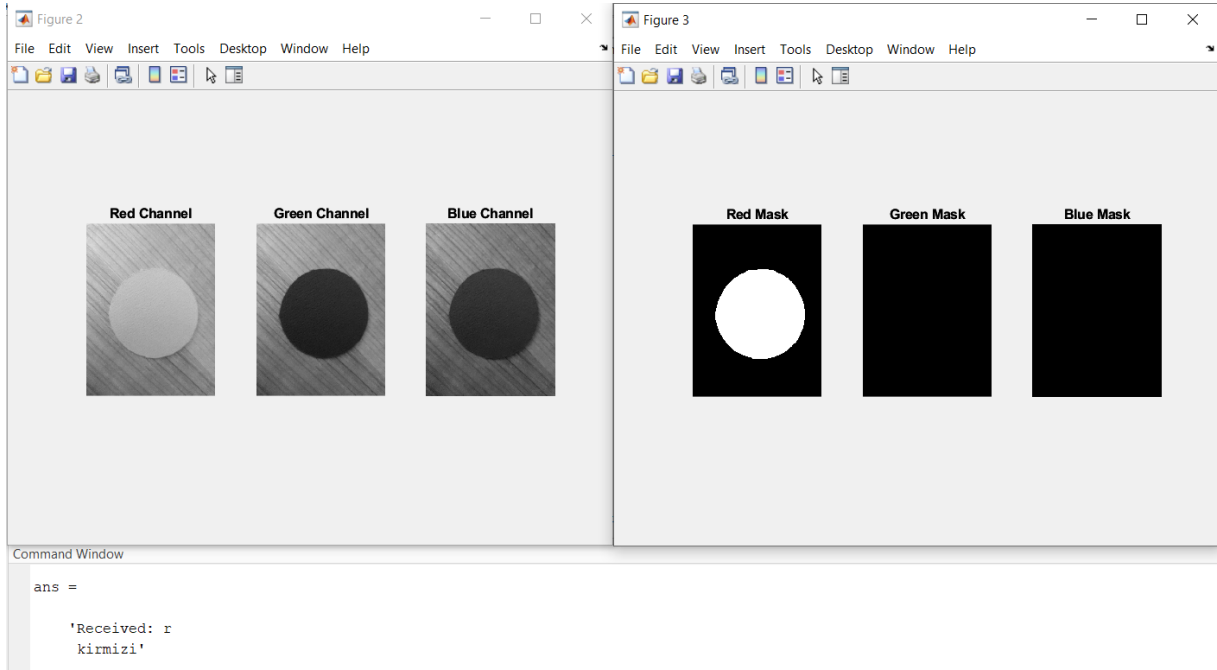 Figure 2
File Edit View Insert Tools Desktop Window Help
Red Channel Green Channel Blue Channel
Figure 3
File Edit View Insert Tools Desktop Window Help
Red Mask Green Mask Blue Mask
Command Window
ans =
'Received: r
kirmizi'